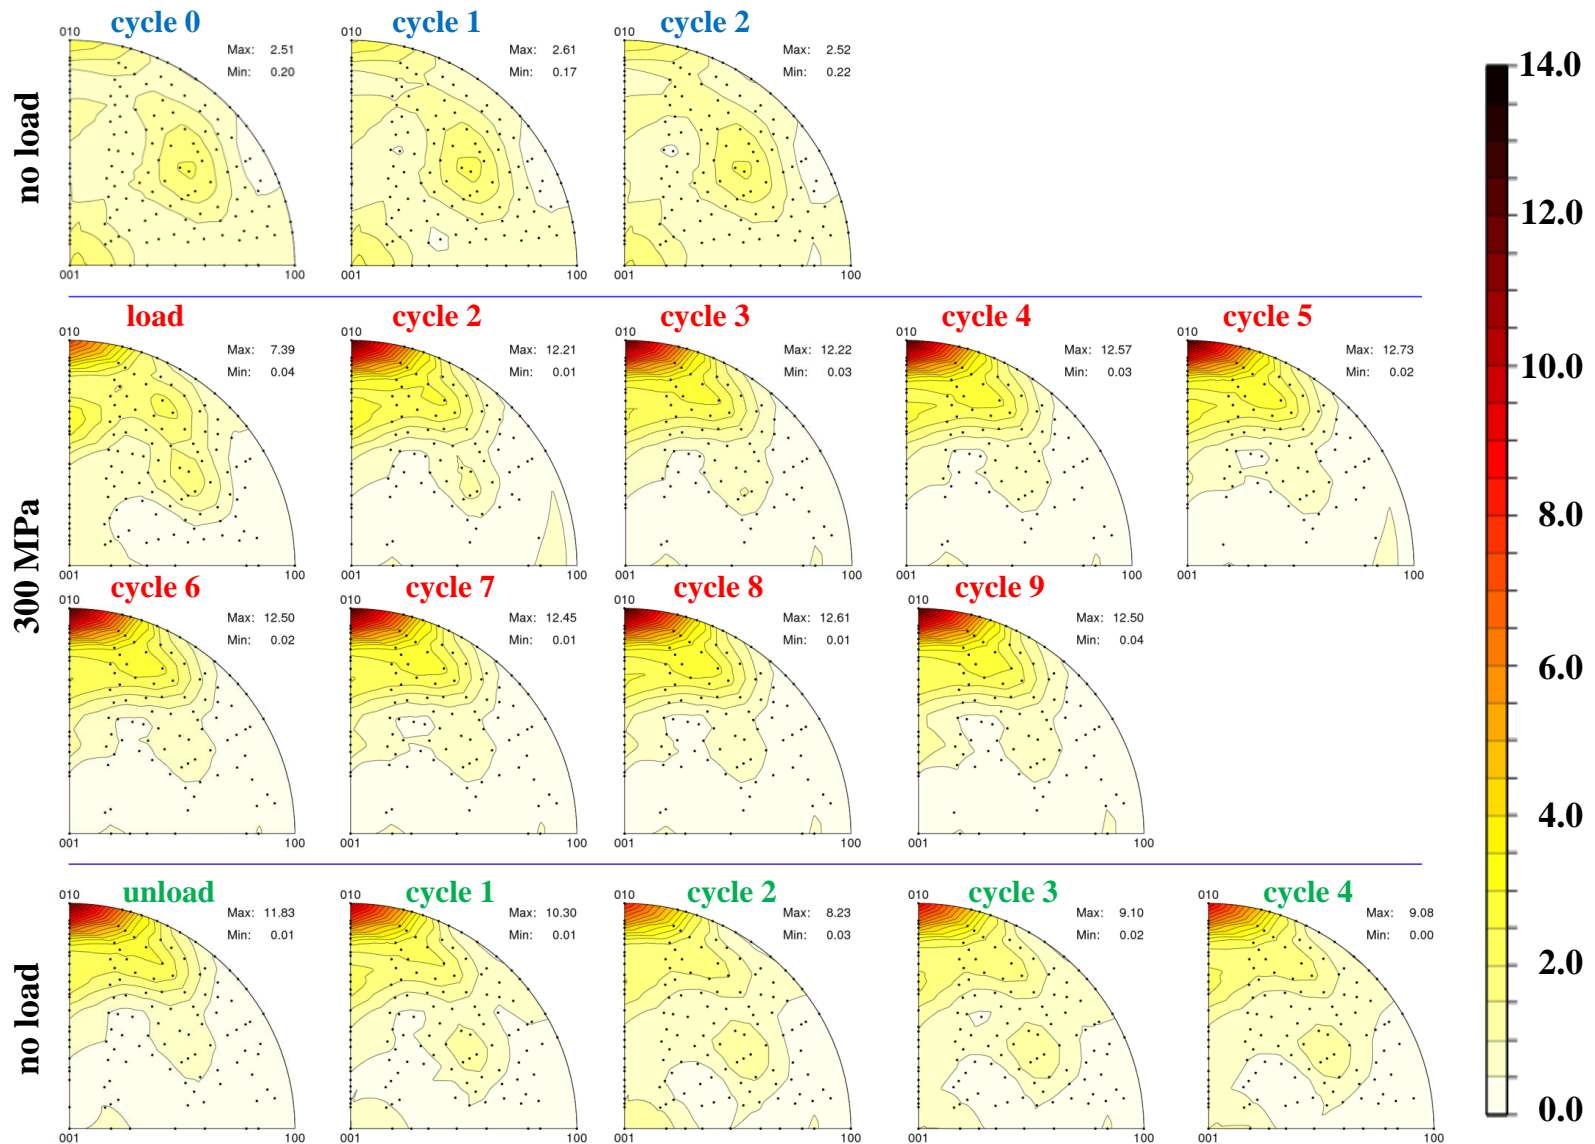 no load
cycle 0
010
Max: 2.51
Min: 0.20
001
100
cycle 1
010
Max: 2.61
Min: 0.17
001
100
cycle 2
010
Max: 2.52
Min: 0.22
001
100
300 MPa
load
010
Max: 7.39
Min: 0.04
001
100
cycle 2
010
Max: 12.21
Min: 0.01
001
100
cycle 3
010
Max: 12.22
Min: 0.03
001
100
cycle 4
010
Max: 12.57
Min: 0.03
001
100
cycle 5
010
Max: 12.73
Min: 0.02
001
100
cycle 6
010
Max: 12.50
Min: 0.02
001
100
cycle 7
010
Max: 12.45
Min: 0.01
001
100
cycle 8
010
Max: 12.61
Min: 0.01
001
100
cycle 9
010
Max: 12.50
Min: 0.04
001
100
no load
unload
010
Max: 11.83
Min: 0.01
001
100
cycle 1
010
Max: 10.30
Min: 0.01
001
100
cycle 2
010
Max: 8.23
Min: 0.03
001
100
cycle 3
010
Max: 9.10
Min: 0.02
001
100
cycle 4
010
Max: 9.08
Min: 0.00
001
100
14.0
12.0
10.0
8.0
6.0
4.0
2.0
0.0